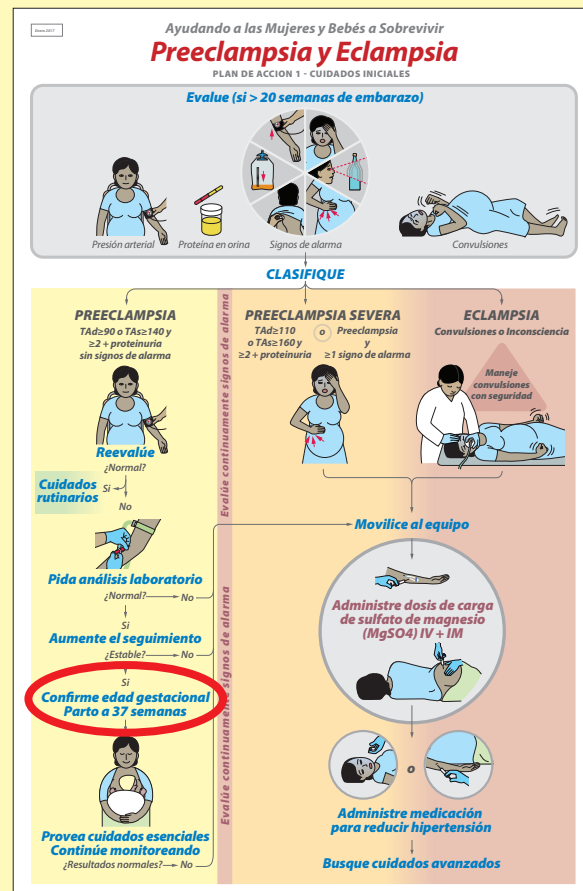 Enero 2017
Ayudando a las Mujeres y Bebés a Sobrevivir
Preeclampsia y Eclampsia
PLAN DE ACCION 1 - CUIDADOS INICIALES
Evalue (si > 20 semanas de embarazo)
Presión arterial
Proteína en orina
Signos de alarma
Convulsiones
CLASIFIQUE
PREECLAMPSIA
TAd≥90 o TAs≥140 y
≥2 + proteinuria
sin signos de alarma
Reevalúe
¿Normal?
Si
Cuidados
rutinarios
No
Pida análisis laboratorio
¿Normal?
No
Si
Aumente el seguimiento
¿Estable?
No
Si
Confirme edad gestacional
Parto a 37 semanas
Provea cuidados esenciales
Continúe monitoreando
¿Resultados normales?
No
Evalúe continuamente signos de alarma
Evalúe continuamente signos de alarma
PREECLAMPSIA SEVERA
TAd≥110
o TAs≥160 y
≥2 + proteinuria
o
Preeclampsia
y
≥1 signo de alarma
ECLAMPSIA
Convulsiones o Inconsciencia
Maneje
convulsiones
con seguridad
Movilice al equipo
Administre dosis de carga
de sulfato de magnesio
(MgSO4) IV + IM
o
Administre medicación
para reducir hipertensión
Busque cuidados avanzados